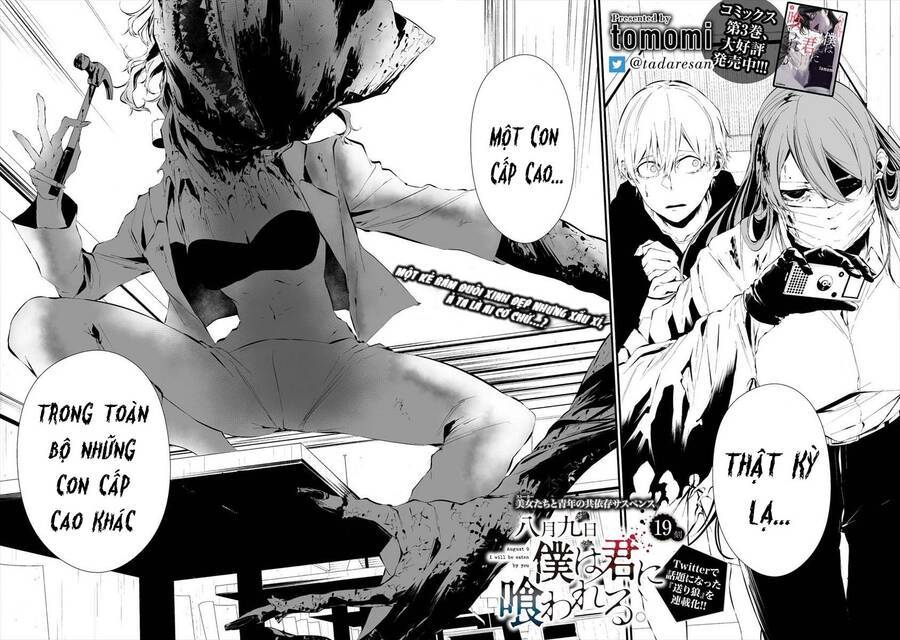 Presented by
tomomi
@tadaresan
コミックス
第3巻、
大好評
発売中!!!
THẬT KỲ
LẠ...
MỘT CON
CẤP CAO...
MỘT KẺ BÁM ĐUÔI XINH ĐẸP NHƯNG XẤU XÍ,
Ả TA LÀ AI CƠ CHỨ...?
TRONG TOÀN
BỘ NHỮNG
CON CẤP
CAO KHÁC
美女たちと青年の共依存サスペンス
八月九日
August 9
I will be eaten
by you
僕は君に
喰われる。
19
Twitterで
話題になった
『送り狼』を
連載化!!